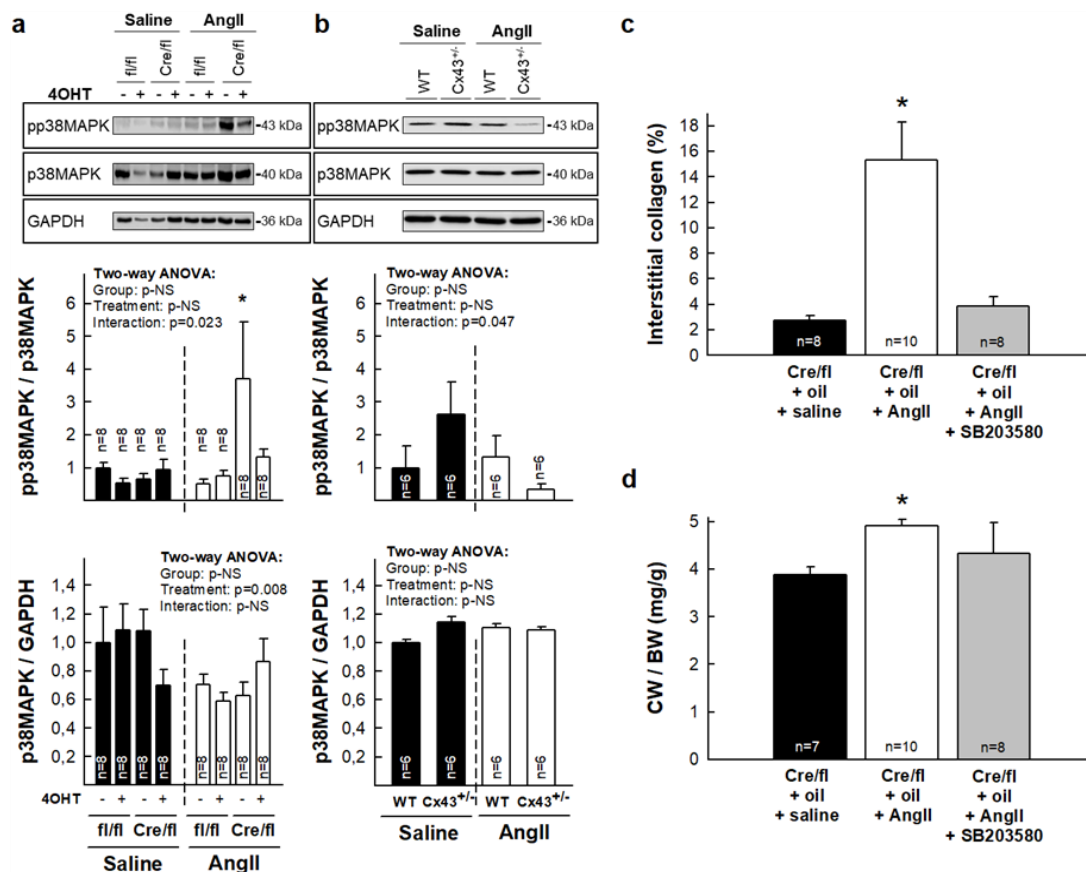 a
Saline AngII
fl/fl Cre/fl fl/fl Cre/fl
4OHT - + - + - + - +
pp38MAPK -43 kDa
p38MAPK -40 kDa
GAPDH -36 kDa
Two-way ANOVA:
Group: p-NS
Treatment: p-NS
Interaction: p=0.023
*
pp38MAPK / p38MAPK
6
5
4
3
2
1
n=8 n=8 n=8 n=8 n=8 n=8 n=8 n=8
Two-way ANOVA:
Group: p-NS
Treatment: p=0.008
Interaction: p-NS
p38MAPK / GAPDH
1,4
1,2
1,0
0,8
0,6
0,4
0,2
n=8 n=8 n=8 n=8 n=8 n=8 n=8 n=8
4OHT - + - + - + - +
fl/fl Cre/fl fl/fl Cre/fl
Saline AngII
b
Saline AngII
WT Cx43+/- WT Cx43+/-
pp38MAPK -43 kDa
p38MAPK -40 kDa
GAPDH -36 kDa
Two-way ANOVA:
Group: p-NS
Treatment: p-NS
Interaction: p=0.047
pp38MAPK / p38MAPK
6
5
4
3
2
1
n=6 n=6 n=6 n=6
Two-way ANOVA:
Group: p-NS
Treatment: p-NS
Interaction: p-NS
p38MAPK / GAPDH
1,4
1,2
1,0
0,8
0,6
0,4
0,2
n=6 n=6 n=6 n=6
WT Cx43+/- WT Cx43+/-
Saline AngII
c
Interstitial collagen (%)
18
16
14
12
10
8
6
4
2
0
*
n=8 n=10 n=8
Cre/fl Cre/fl Cre/fl
+ oil + oil + oil
+ saline + AngII + AngII
+ SB203580
d
CW / BW (mg/g)
5
4
3
2
1
0
*
n=7 n=10 n=8
Cre/fl Cre/fl Cre/fl
+ oil + oil + oil
+ saline + AngII + AngII
+ SB203580